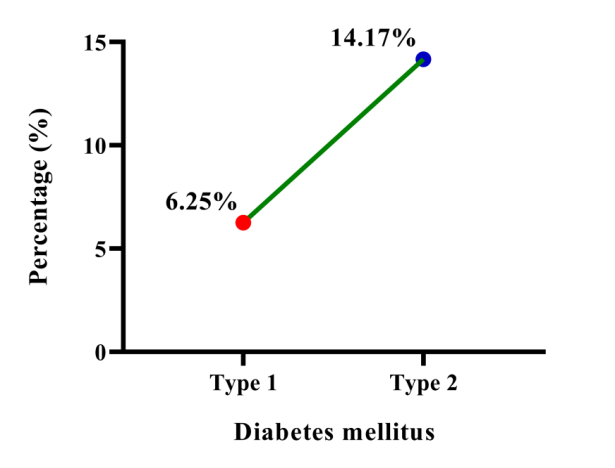 15
14.17%
10
6.25%
5
0
Percentage (%)
Type 1
Type 2
Diabetes mellitus